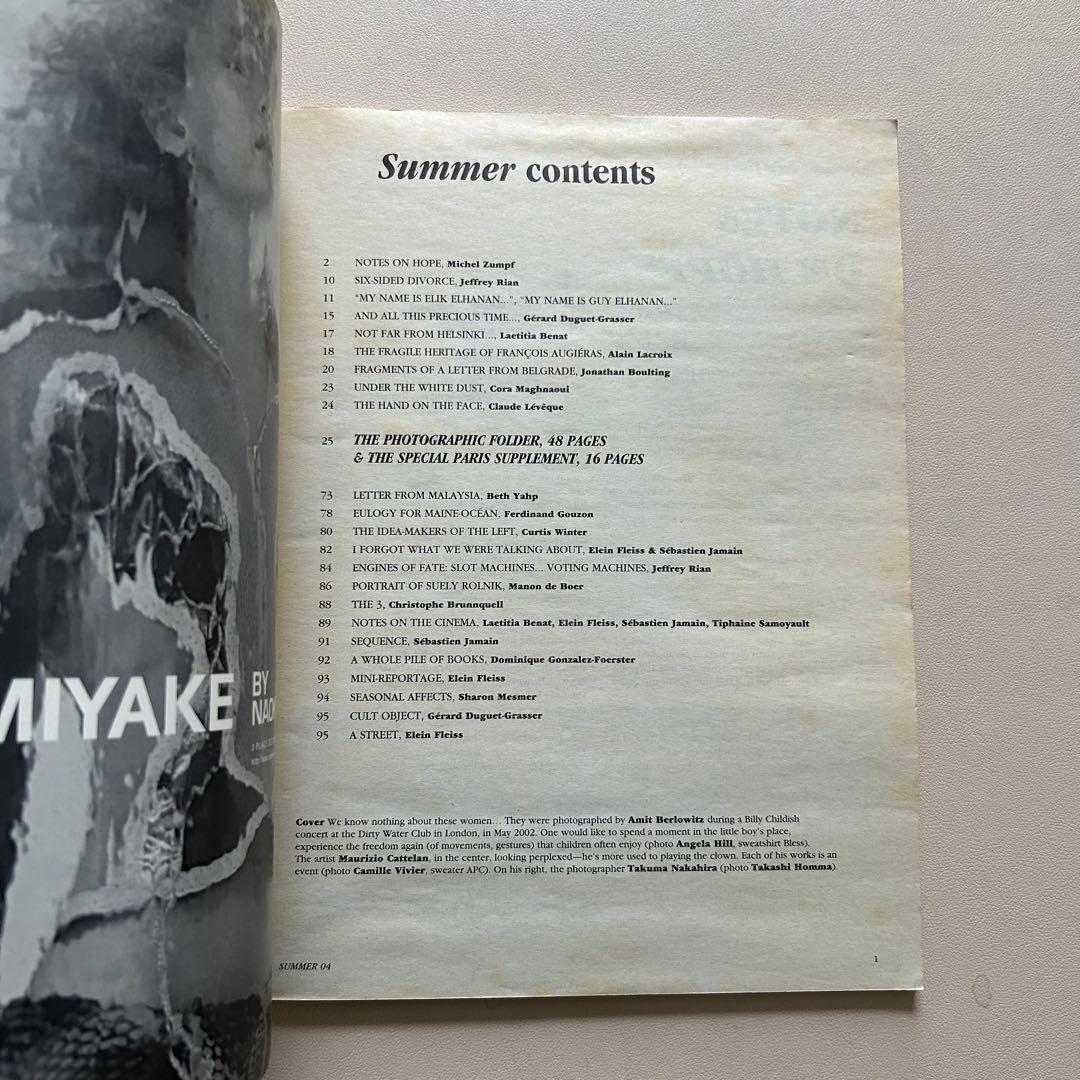 MIYAKE
BY
Summer contents
2 NOTES ON HOPE, Michel Zumpf
10 SIX-SIDED DIVORCE, Jeffrey Rian
11 "MY NAME IS ELIK ELHANAN...", "MY NAME IS GUY ELHANAN..."
15 AND ALL THIS PRECIOUS TIME..., Gérard Duguet-Grasser
17 NOT FAR FROM HELSINKI..., Laetitia Benat
18 THE FRAGILE HERITAGE OF FRANÇOIS AUGIÉRAS, Alain Lacroix
20 FRAGMENTS OF A LETTER FROM BELGRADE, Jonathan Boulting
23 UNDER THE WHITE DUST, Cora Maghnaoui
24 THE HAND ON THE FACE, Claude Lévêque
25 THE PHOTOGRAPHIC FOLDER, 48 PAGES
& THE SPECIAL PARIS SUPPLEMENT, 16 PAGES
73 LETTER FROM MALAYSIA, Beth Yahp
78 EULOGY FOR MAINE-OCÉAN, Ferdinand Gouzon
80 THE IDEA-MAKERS OF THE LEFT, Curtis Winter
82 I FORGOT WHAT WE WERE TALKING ABOUT, Elein Fleiss & Sébastien Jamain
84 ENGINES OF FATE: SLOT MACHINES... VOTING MACHINES, Jeffrey Rian
86 PORTRAIT OF SUELY ROLNIK, Manon de Boer
88 THE 3, Christophe Brunnquell
89 NOTES ON THE CINEMA, Laetitia Benat, Elein Fleiss, Sébastien Jamain, Tiphaine Samoyault
91 SEQUENCE, Sébastien Jamain
92 A WHOLE PILE OF BOOKS, Dominique Gonzalez-Foerster
93 MINI-REPORTAGE, Elein Fleiss
94 SEASONAL AFFECTS, Sharon Mesmer
95 CULT OBJECT, Gérard Duguet-Grasser
95 A STREET, Elein Fleiss
Cover We know nothing about these women... They were photographed by Amit Berlowitz during a Billy Childish
concert at the Dirty Water Club in London, in May 2002. One would like to spend a moment in the little boy's place,
experience the freedom again (of movements, gestures) that children often enjoy (photo Angela Hill, sweatshirt Bless).
The artist Maurizio Cattelan, in the center, looking perplexed—he's more used to playing the clown. Each of his works is an
event (photo Camille Vivier, sweater APC). On his right, the photographer Takuma Nakahira (photo Takashi Homma).
SUMMER 04
1